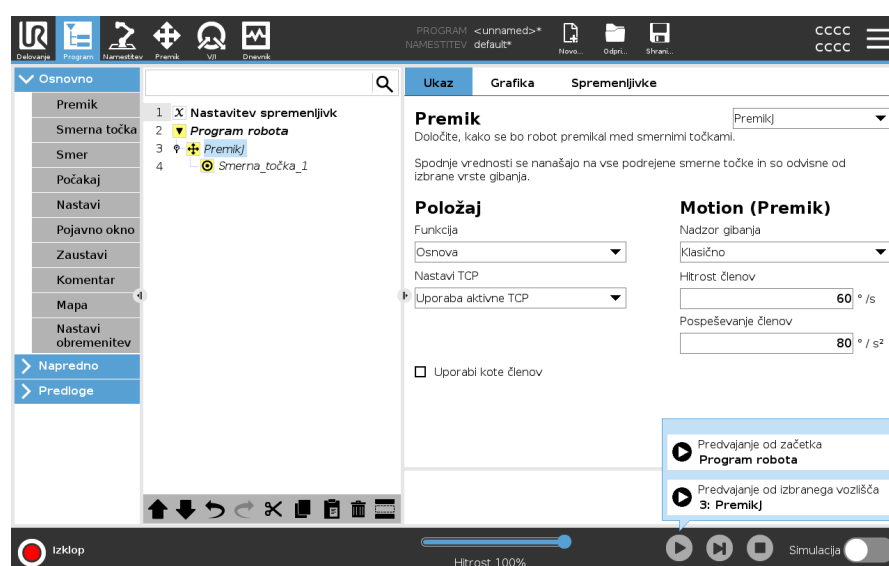 PROGRAM <unnamed>*
NAMESTITEV default*
cccc
cccc
Delovanje Program Namestitev Premik V/I Dnevnik Novo... Odpri... Shrani...
Osnovno
Premik
Smerna točka
Smer
Počakaj
Nastavi
Pojavno okno
Zaustavi
Komentar
Mapa
Nastavi
obremenitev
Napredno
Predloge
1 X Nastavitev spremenljivk
2 Program robota
3 PremikJ
4 Smerna_točka_1
Ukaz Grafika Spremenljivke
Premik
PremikJ
Določite, kako se bo robot premikal med smernimi točkami.
Spodnje vrednosti se nanašajo na vse podrejene smerne točke in so odvisne od
izbrane vrste gibanja.
Položaj
Funkcija
Osnova
Nastavi TCP
Uporaba aktivne TCP
Uporabi kote členov
Motion (Premik)
Nadzor gibanja
Klasično
Hitrost členov
60 °/s
Pospeševanje členov
80 ° / s²
Predvajanje od začetka
Program robota
Predvajanje od izbranega vozlišča
3: PremikJ
Izklop
Hitrost 100%
Simulacija